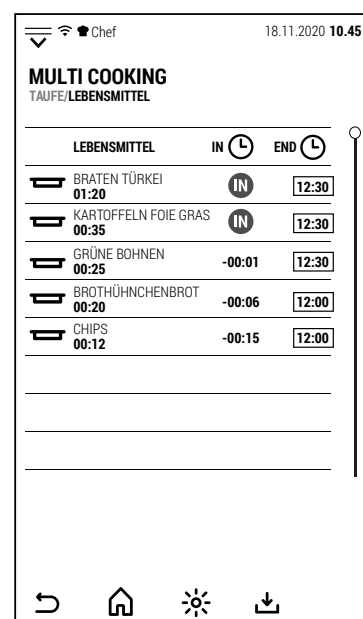 Chef 18.11.2020 10.45
MULTI COOKING
TAUFE/LEBENSMITTEL
LEBENSMITTEL IN END
BRATEN TÜRKEI
01:20 IN 12:30
KARTOFFELN FOIE GRAS
00:35 IN 12:30
GRÜNE BOHNEN
00:25 -00:01 12:30
BROTHÜHNCHENBROT
00:20 -00:06 12:00
CHIPS
00:12 -00:15 12:00